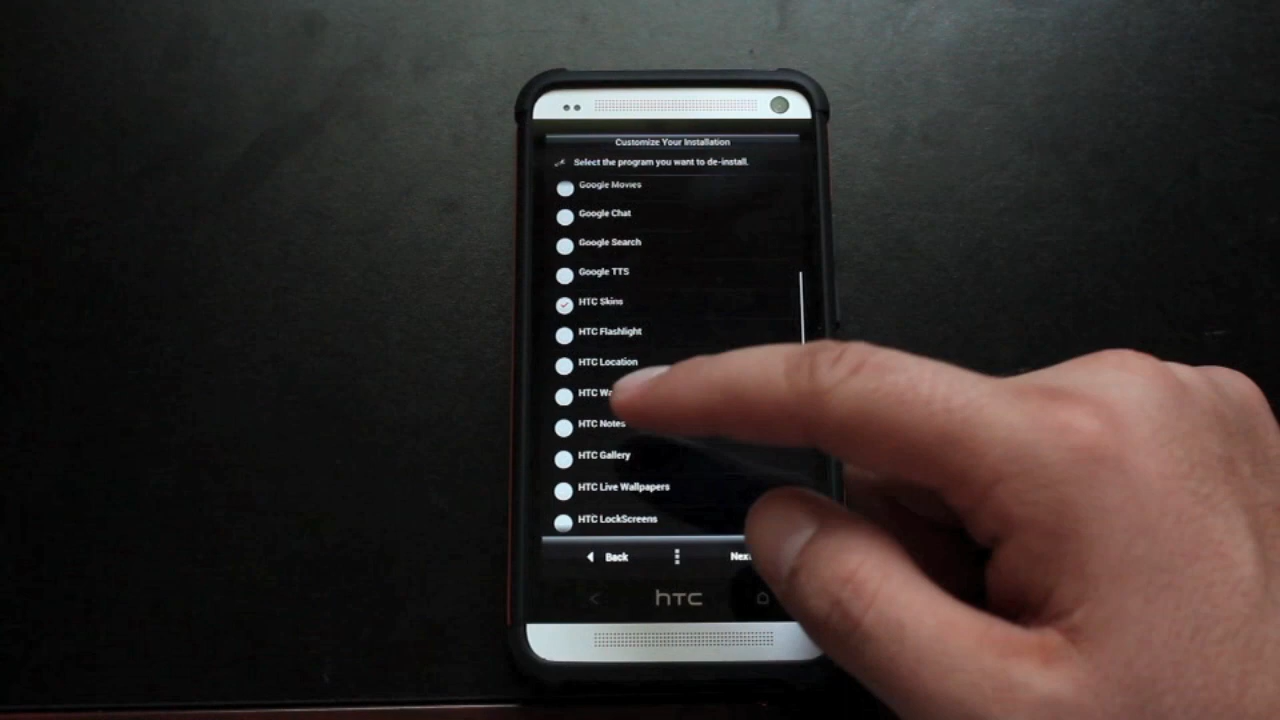 Customize Your Installation
Select the program you want to de-install.
Google Movies
Google Chat
Google Search
Google TTS
HTC Skins
HTC Flashlight
HTC Location
HTC
HTC Notes
HTC Gallery
HTC Live Wallpapers
HTC LockScreens
Back
hTC